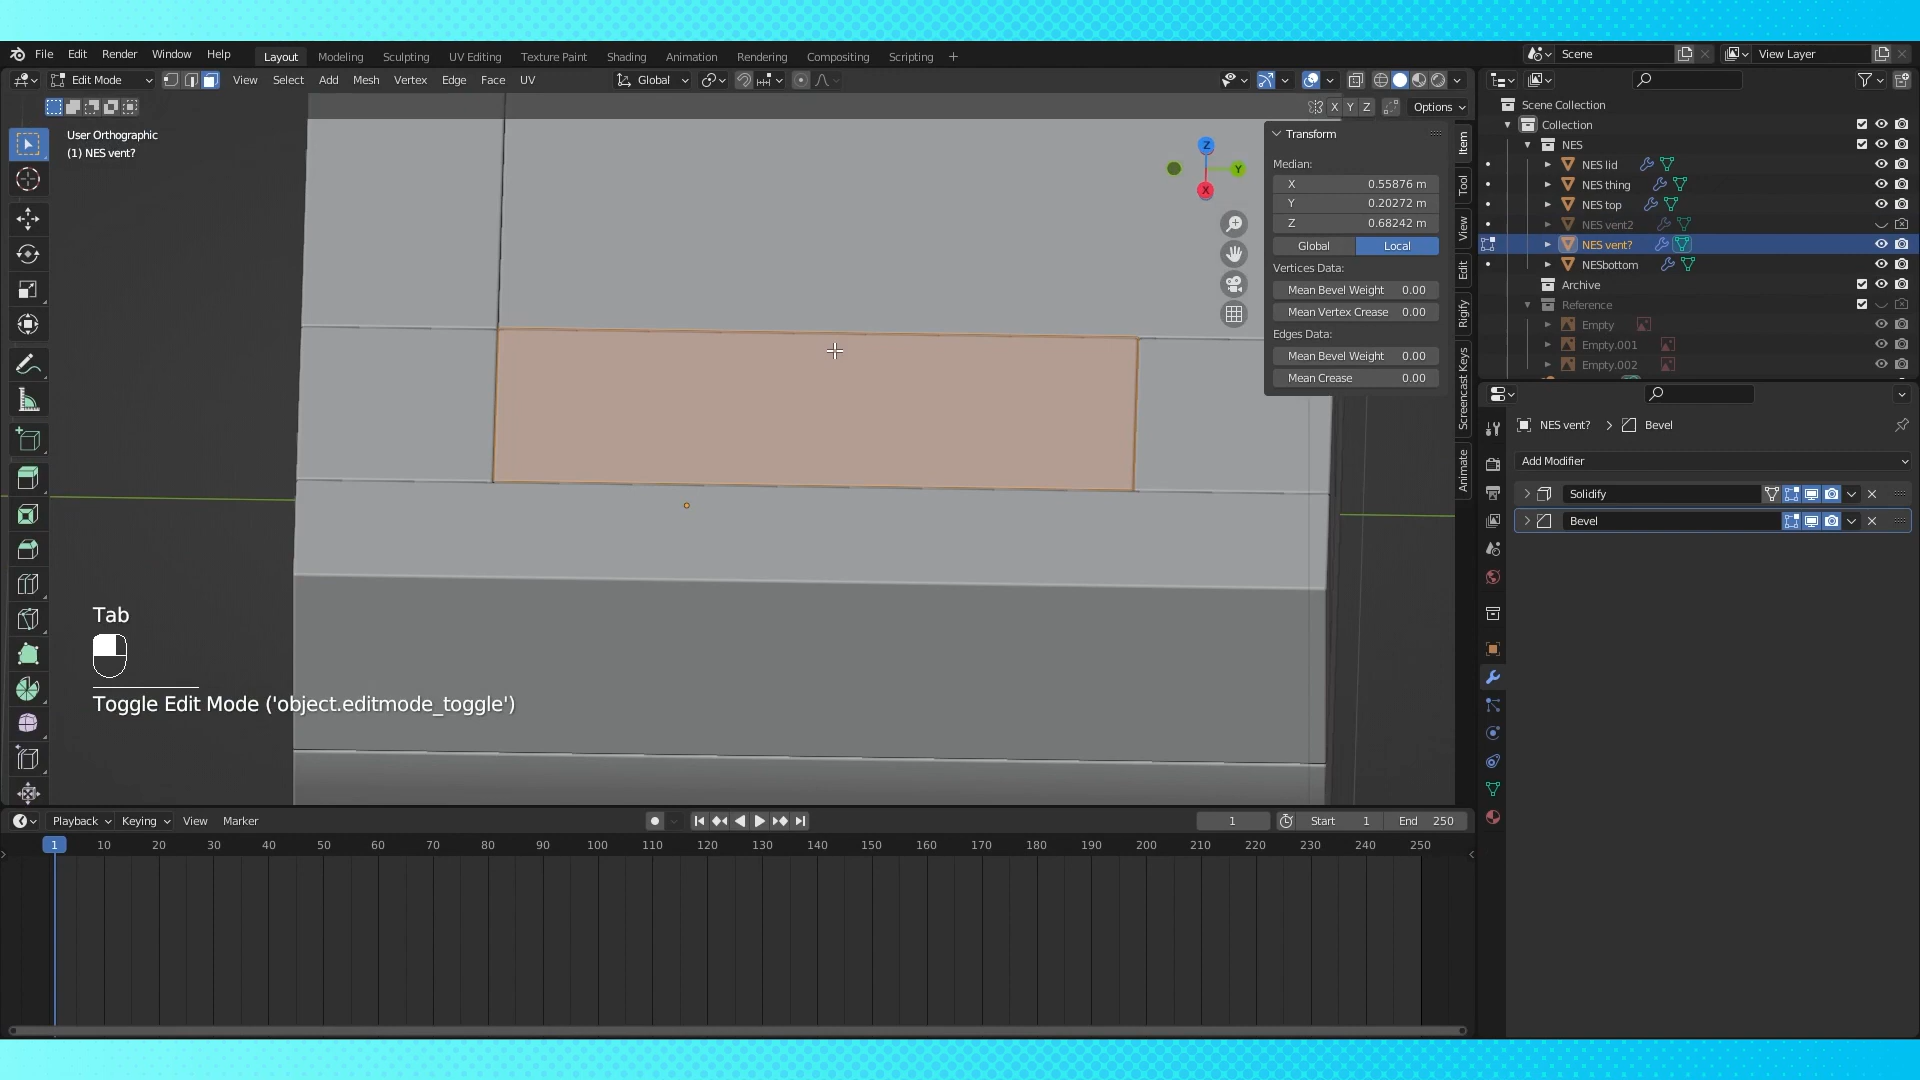 File Edit Render Window Help Layout Modeling Sculpting UV Editing Texture Paint Shading Animation Rendering Compositing Scripting +
Scene View Layer
Edit Mode View Select Add Mesh Vertex Edge Face UV Global
X Y Z Options
User Orthographic
(1) NES vent?
Z
Y
X
Transform
Median:
X 0.55876 m
Y 0.20272 m
Z 0.68242 m
Global Local
Vertices Data:
Mean Bevel Weight 0.00
Mean Vertex Crease 0.00
Edges Data:
Mean Bevel Weight 0.00
Mean Crease 0.00
Item
Tool
View
Edit
Rigify
Screencast Keys
Animate
Scene Collection
Collection
NES
NES lid
NES thing
NES top
NES vent2
NES vent?
NESbottom
Archive
Reference
Empty
Empty.001
Empty.002
NES vent? > Bevel
Add Modifier
Solidify
Bevel
Tab
Toggle Edit Mode ('object.editmode_toggle')
Playback Keying View Marker 1 Start 1 End 250
1 10 20 30 40 50 60 70 80 90 100 110 120 130 140 150 160 170 180 190 200 210 220 230 240 250